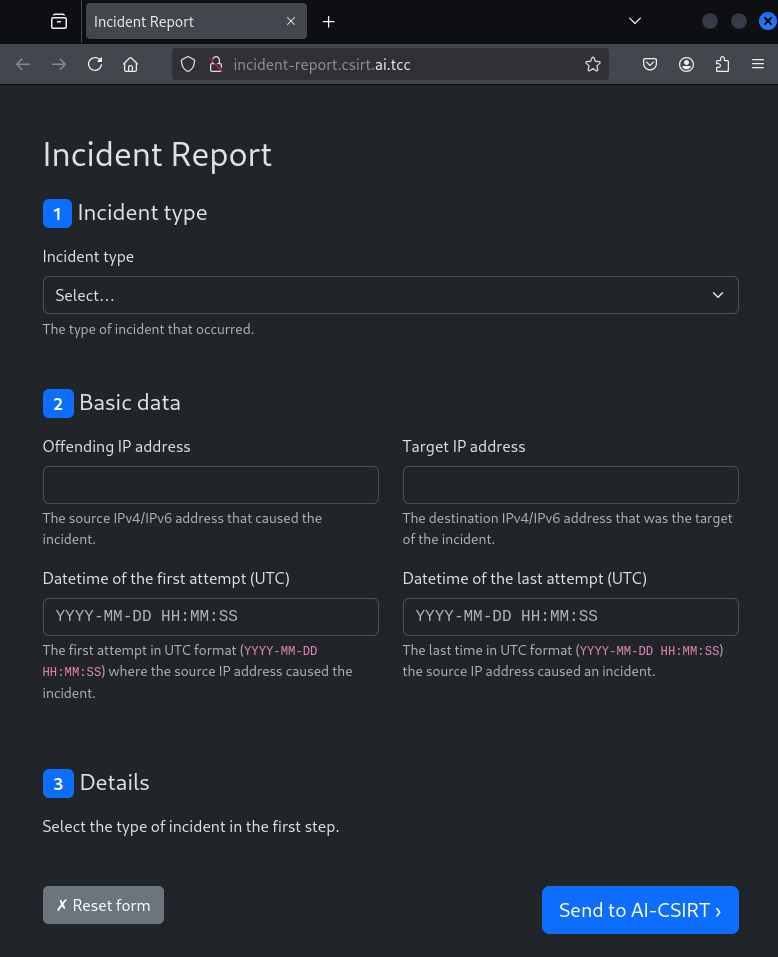 Incident Report
incident-report.csirt.ai.tcc
Incident Report
1 Incident type
Incident type
Select...
The type of incident that occurred.
2 Basic data
Offending IP address
Target IP address
The source IPv4/IPv6 address that caused the
incident.
The destination IPv4/IPv6 address that was the target
of the incident.
Datetime of the first attempt (UTC)
Datetime of the last attempt (UTC)
YYYY-MM-DD HH:MM:SS
YYYY-MM-DD HH:MM:SS
The first attempt in UTC format (YYYY-MM-DD
HH:MM:SS) where the source IP address caused the
incident.
The last time in UTC format (YYYY-MM-DD HH:MM:SS)
the source IP address caused an incident.
3 Details
Select the type of incident in the first step.
✗ Reset form
Send to AI-CSIRT ›